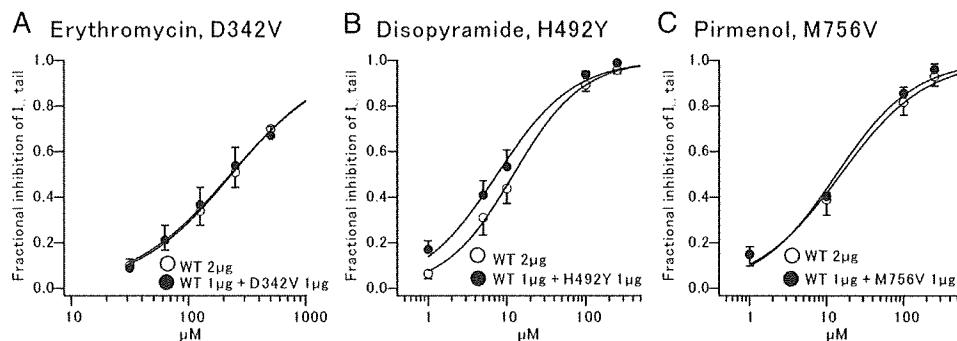 A Erythromycin, D342V
Fractional inhibition of I tail
1.0
0.8
0.6
0.4
0.2
0.0
WT 2μg
WT 1μg + D342V 1μg
10 100 1000
μM
B Disopyramide, H492Y
Fractional inhibition of I tail
1.0
0.8
0.6
0.4
0.2
0.0
WT 2μg
WT 1μg + H492Y 1μg
1 10 100
μM
C Pirmenol, M756V
Fractional inhibition of I tail
1.0
0.8
0.6
0.4
0.2
0.0
WT 2μg
WT 1μg + M756V 1μg
1 10 100
μM